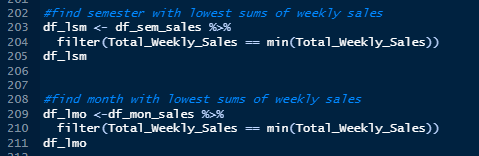 202 #find semester with lowest sums of weekly sales
203 df_lsm <- df_sem_sales %>%
204 filter(Total_Weekly_Sales == min(Total_Weekly_Sales))
205 df_lsm
206
207
208 #find month with lowest sums of weekly sales
209 df_lmo <-df_mon_sales %>%
210 filter(Total_Weekly_Sales == min(Total_Weekly_Sales))
211 df_lmo